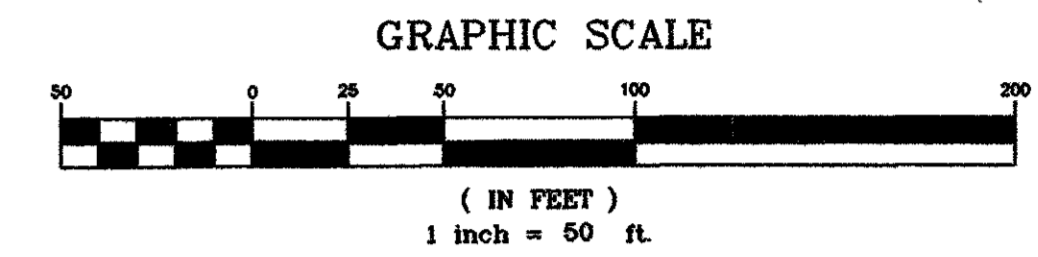 GRAPHIC SCALE
50 0 25 50 100 200
( IN FEET )
1 inch = 50 ft.